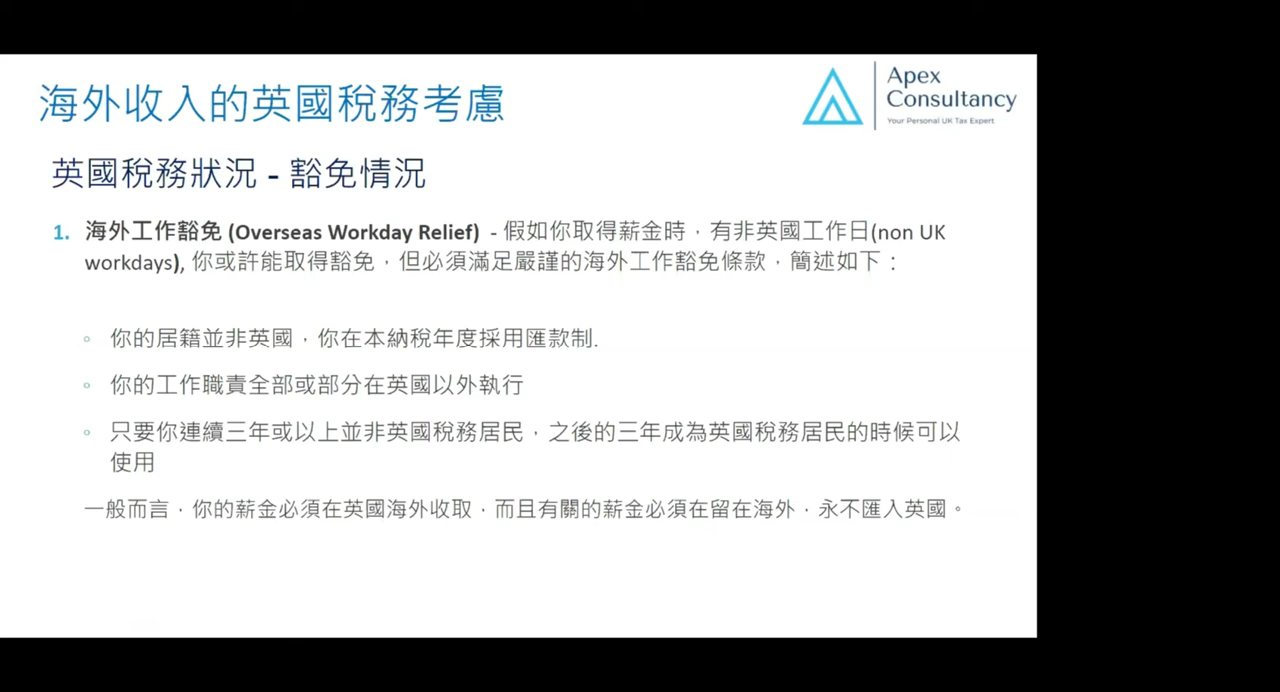 海外收入的英國稅務考慮
Apex
Consultancy
Your Personal UK Tax Expert
英國稅務狀況 - 豁免情況
1. 海外工作豁免 (Overseas Workday Relief) - 假如你取得薪金時，有非英國工作日(non UK
workdays), 你或許能取得豁免，但必須滿足嚴謹的海外工作豁免條款，簡述如下：
◦ 你的居籍並非英國，你在本納稅年度採用匯款制.
◦ 你的工作職責全部或部分在英國以外執行
◦ 只要你連續三年或以上並非英國稅務居民，之後的三年成為英國稅務居民的時候可以
使用
一般而言，你的薪金必須在英國海外收取，而且有關的薪金必須在留在海外，永不匯入英國。